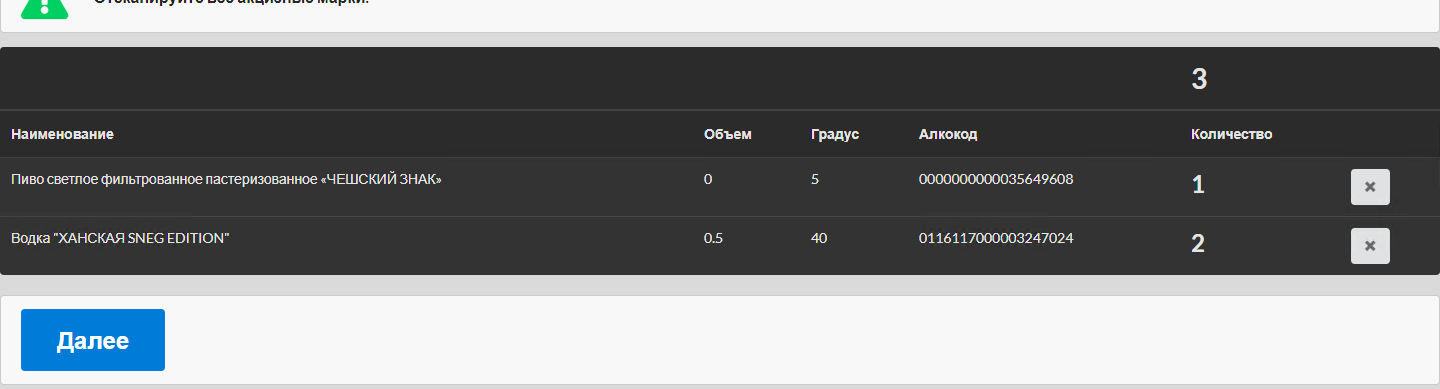 Отсканируйте все акцизные марки!
3
Наименование Объем Градус Алкокод Количество
Пиво светлое фильтрованное пастеризованное «ЧЕШСКИЙ ЗНАК» 0 5 0000000000035649608 1
Водка "ХАНСКАЯ SNEG EDITION" 0.5 40 0116117000003247024 2
Далее